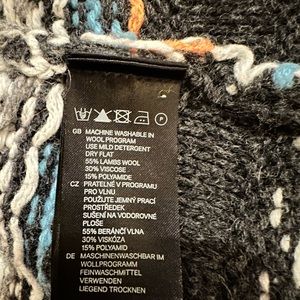 GB MACHINE WASHABLE IN
WOOL PROGRAM
USE MILD DETERGENT
DRY FLAT
55% LAMBS WOOL
30% VISCOSE
15% POLYAMIDE
CZ PRATELNÉ V PROGRAMU
PRO VLNU
POUŽIJTE JEMNÝ PRACÍ
PROSTŘEDEK
SUŠENÍ NA VODOROVNÉ
PLOŠE
55% BERÁNČÍ VLNA
30% VISKÓZA
15% POLYAMID
DE MASCHINENWASCHBAR IM
WOLLPROGRAMM
FEINWASCHMITTEL
VERWENDEN
LIEGEND TROCKNEN